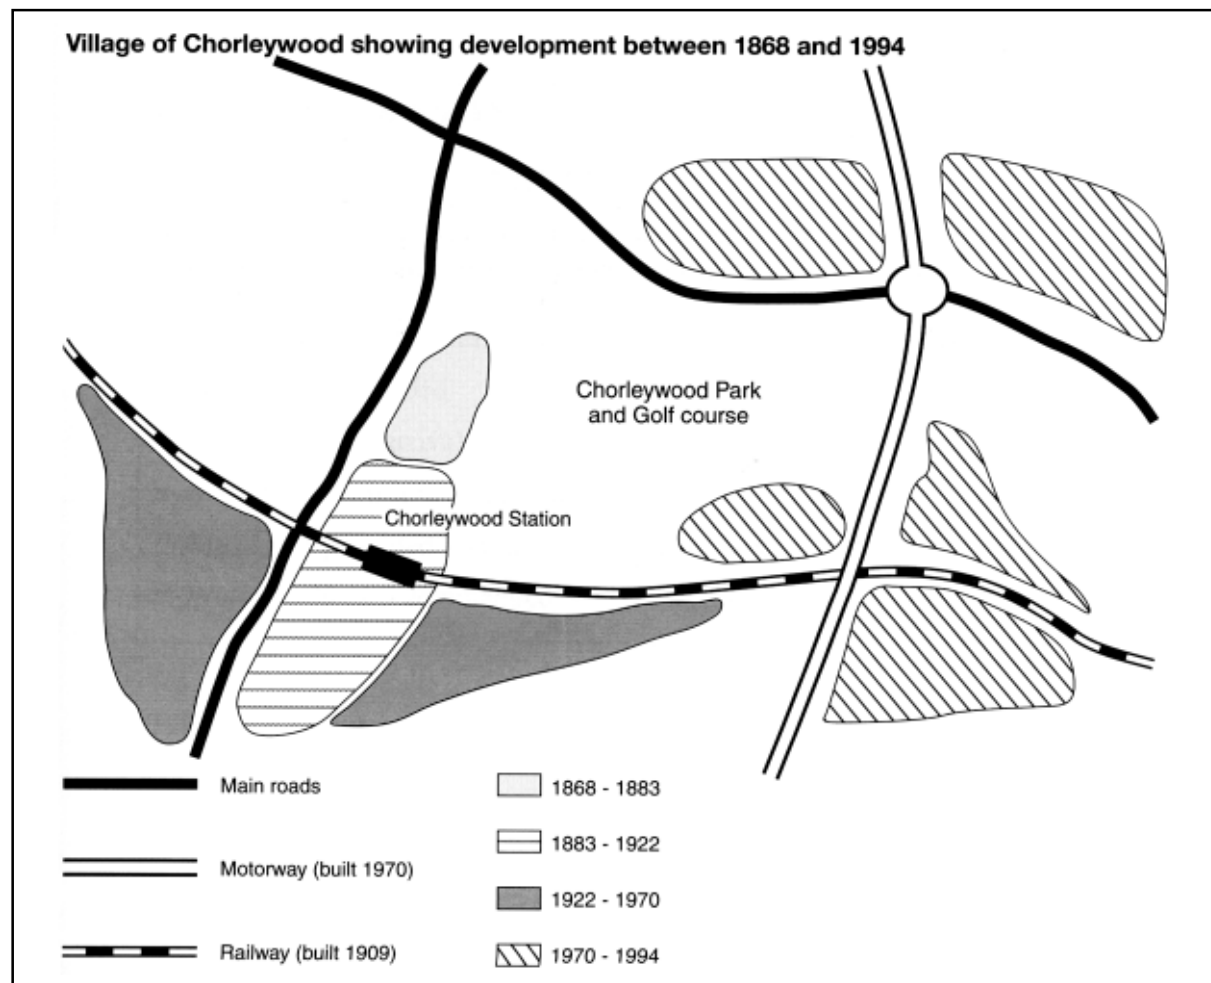 Village of Chorleywood showing development between 1868 and 1994
Chorleywood Park
and Golf course
Chorleywood Station
Main roads
Motorway (built 1970)
Railway (built 1909)
1868 - 1883
1883 - 1922
1922 - 1970
1970 - 1994